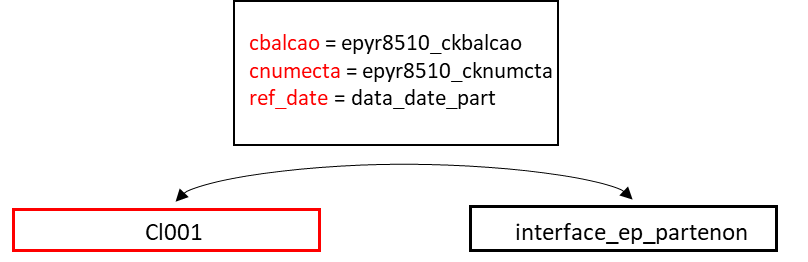 cbalcao = epyr8510_ckbalcao
cnumecta = epyr8510_cknumcta
ref_date = data_date_part
Cl001
interface_ep_partenon